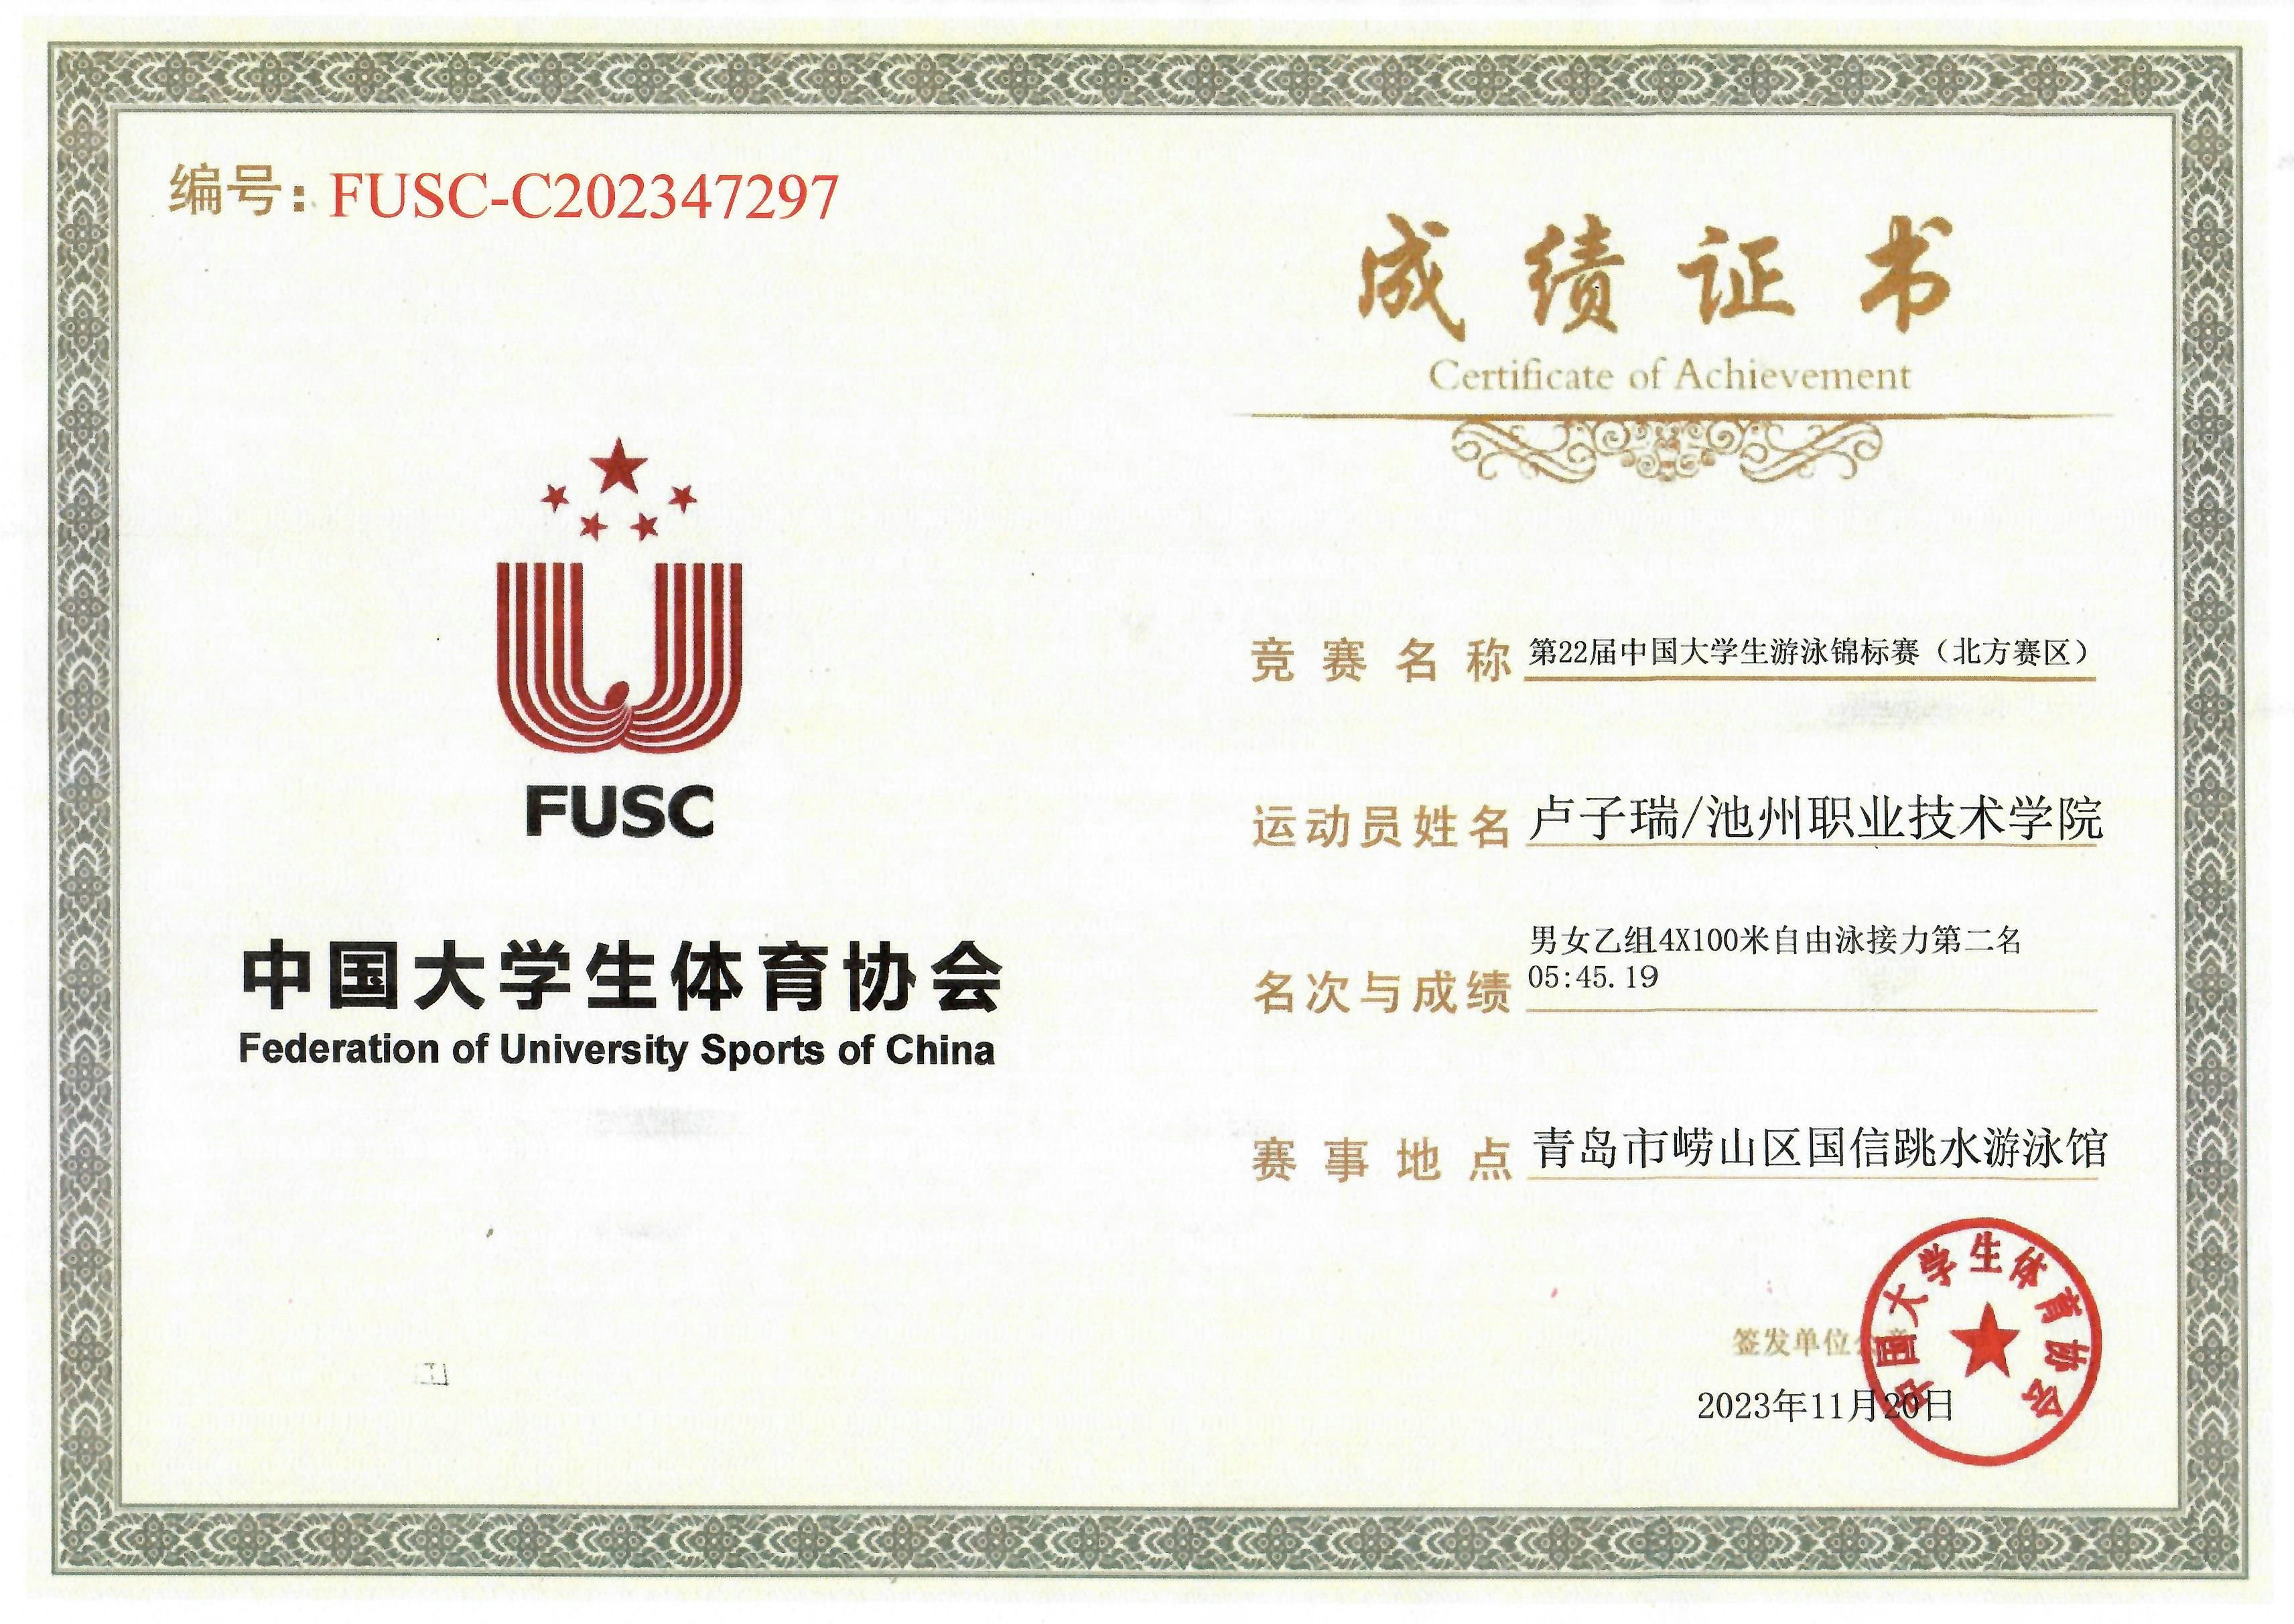 编号：FUSC-C202347297
FUSC
中国大学生体育协会
Federation of University Sports of China
成绩证书
Certificate of Achievement
竞赛名称 第22届中国大学生游泳锦标赛（北方赛区）
运动员姓名 卢子瑞/池州职业技术学院
名次与成绩 男女乙组4X100米自由泳接力第二名
05:45.19
赛事地点 青岛市崂山区国信跳水游泳馆
签发单位公章
2023年11月20日
中国大学生体育协会